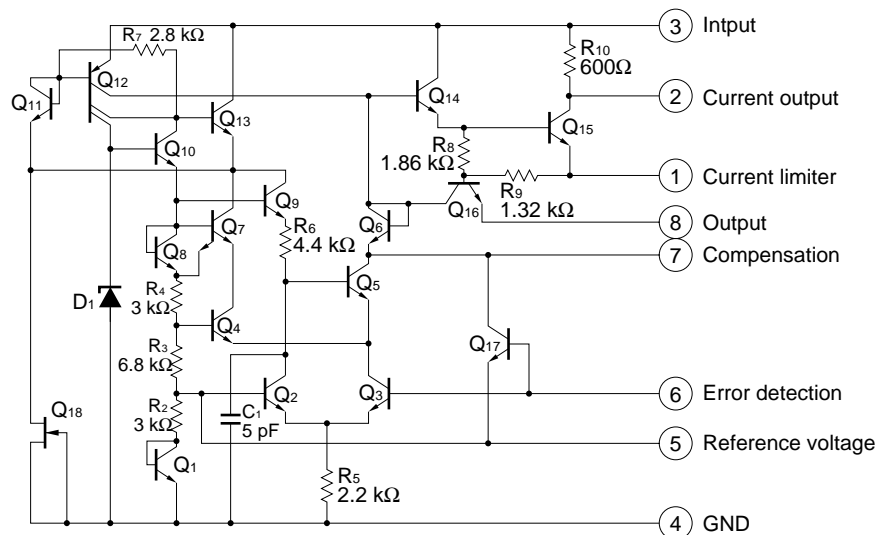 R7 2.8 kΩ
3 Intput
R10
600Ω
Q12
Q11
Q14
Q13
2 Current output
Q15
Q10
R8
1.86 kΩ
1 Current limiter
R9
1.32 kΩ
Q9
Q16
8 Output
R6
4.4 kΩ
Q6
Q7
Q8
7 Compensation
Q5
R4
3 kΩ
D1
Q4
R3
6.8 kΩ
Q17
Q2
Q3
6 Error detection
R2
3 kΩ
C1
5 pF
Q18
5 Reference voltage
Q1
R5
2.2 kΩ
4 GND